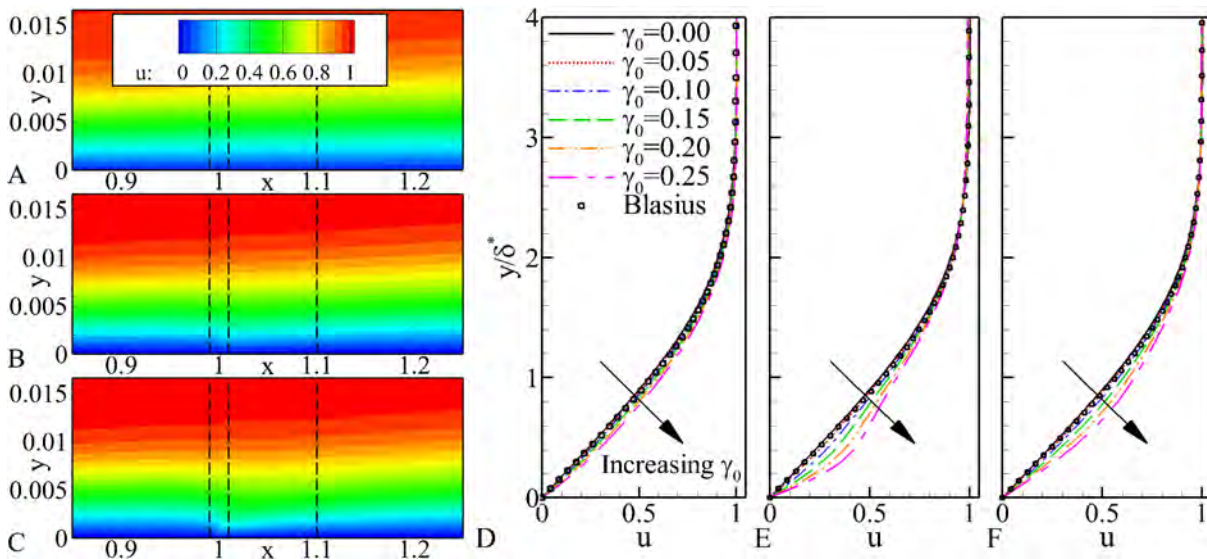 0.015
0.01
0.005
0
y
u:
0 0.2 0.4 0.6 0.8 1
A
0.9 1 x 1.1 1.2
0.015
0.01
0.005
0
y
B
0.9 1 x 1.1 1.2
0.015
0.01
0.005
0
y
C
0.9 1 x 1.1 1.2
4
3
2
1
0
y/δ*
γ₀=0.00
γ₀=0.05
γ₀=0.10
γ₀=0.15
γ₀=0.20
γ₀=0.25
Blasius
Increasing γ₀
0 0.5 1
D u
0 0.5 1
E u
0 0.5 1
F u